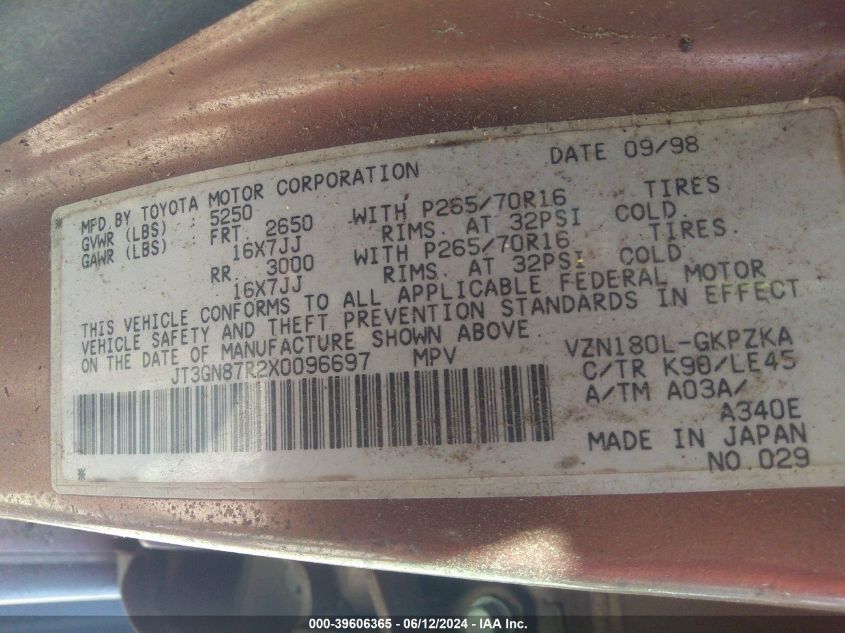 MFD. BY TOYOTA MOTOR CORPORATION DATE 09/98
GVWR (LBS) : 5250
GAWR (LBS) FRT 2650 WITH P265/70R16 TIRES
16X7JJ RIMS. AT 32PSI COLD.
RR. 3000 WITH P265/70R16 TIRES.
16X7JJ RIMS. AT 32PSI COLD
THIS VEHICLE CONFORMS TO ALL APPLICABLE FEDERAL MOTOR
VEHICLE SAFETY AND THEFT PREVENTION STANDARDS IN EFFECT
ON THE DATE OF MANUFACTURE SHOWN ABOVE.
JT3GN87R2X0096697 MPV VZN180L-GKPZKA
C/TR K90/LE45
A/TM A03A/
A340E
MADE IN JAPAN
NO.029
000-39606365 - 06/12/2024 - IAA Inc.